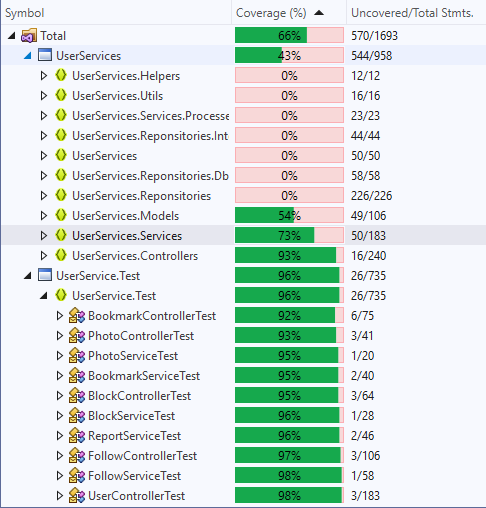 Symbol Coverage (%) Uncovered/Total Stmts.
Total 66% 570/1693
UserServices 43% 544/958
UserServices.Helpers 0% 12/12
UserServices.Utils 0% 16/16
UserServices.Services.Processe 0% 23/23
UserServices.Reponsitories.Int 0% 44/44
UserServices 0% 50/50
UserServices.Reponsitories.Db 0% 58/58
UserServices.Reponsitories 0% 226/226
UserServices.Models 54% 49/106
UserServices.Services 73% 50/183
UserServices.Controllers 93% 16/240
UserService.Test 96% 26/735
UserService.Test 96% 26/735
BookmarkControllerTest 92% 6/75
PhotoControllerTest 93% 3/41
PhotoServiceTest 95% 1/20
BookmarkServiceTest 95% 2/40
BlockControllerTest 95% 3/64
BlockServiceTest 96% 1/28
ReportServiceTest 96% 2/46
FollowControllerTest 97% 3/106
FollowServiceTest 98% 1/58
UserControllerTest 98% 3/183